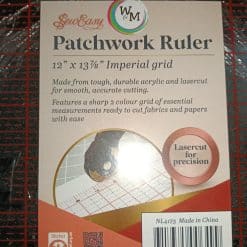 SewEasy
W&M
Patchwork Ruler
12" x 13⅞" Imperial grid
Made from tough, durable acrylic and lasercut
for smooth, accurate cutting.
Features a sharp 2 colour grid of essential
measurements ready to cut fabrics and papers
with ease
Lasercut for
precision
NL4173 Made in China